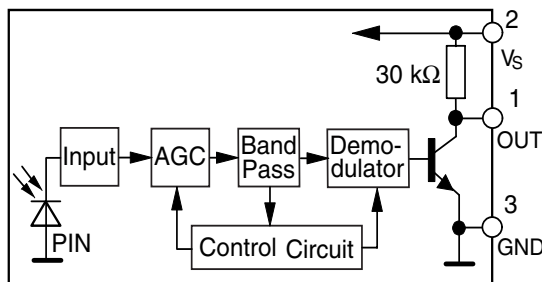 2
VS
30 kΩ
1
OUT
Input
AGC
Band
Pass
Demo-
dulator
3
GND
PIN
Control Circuit